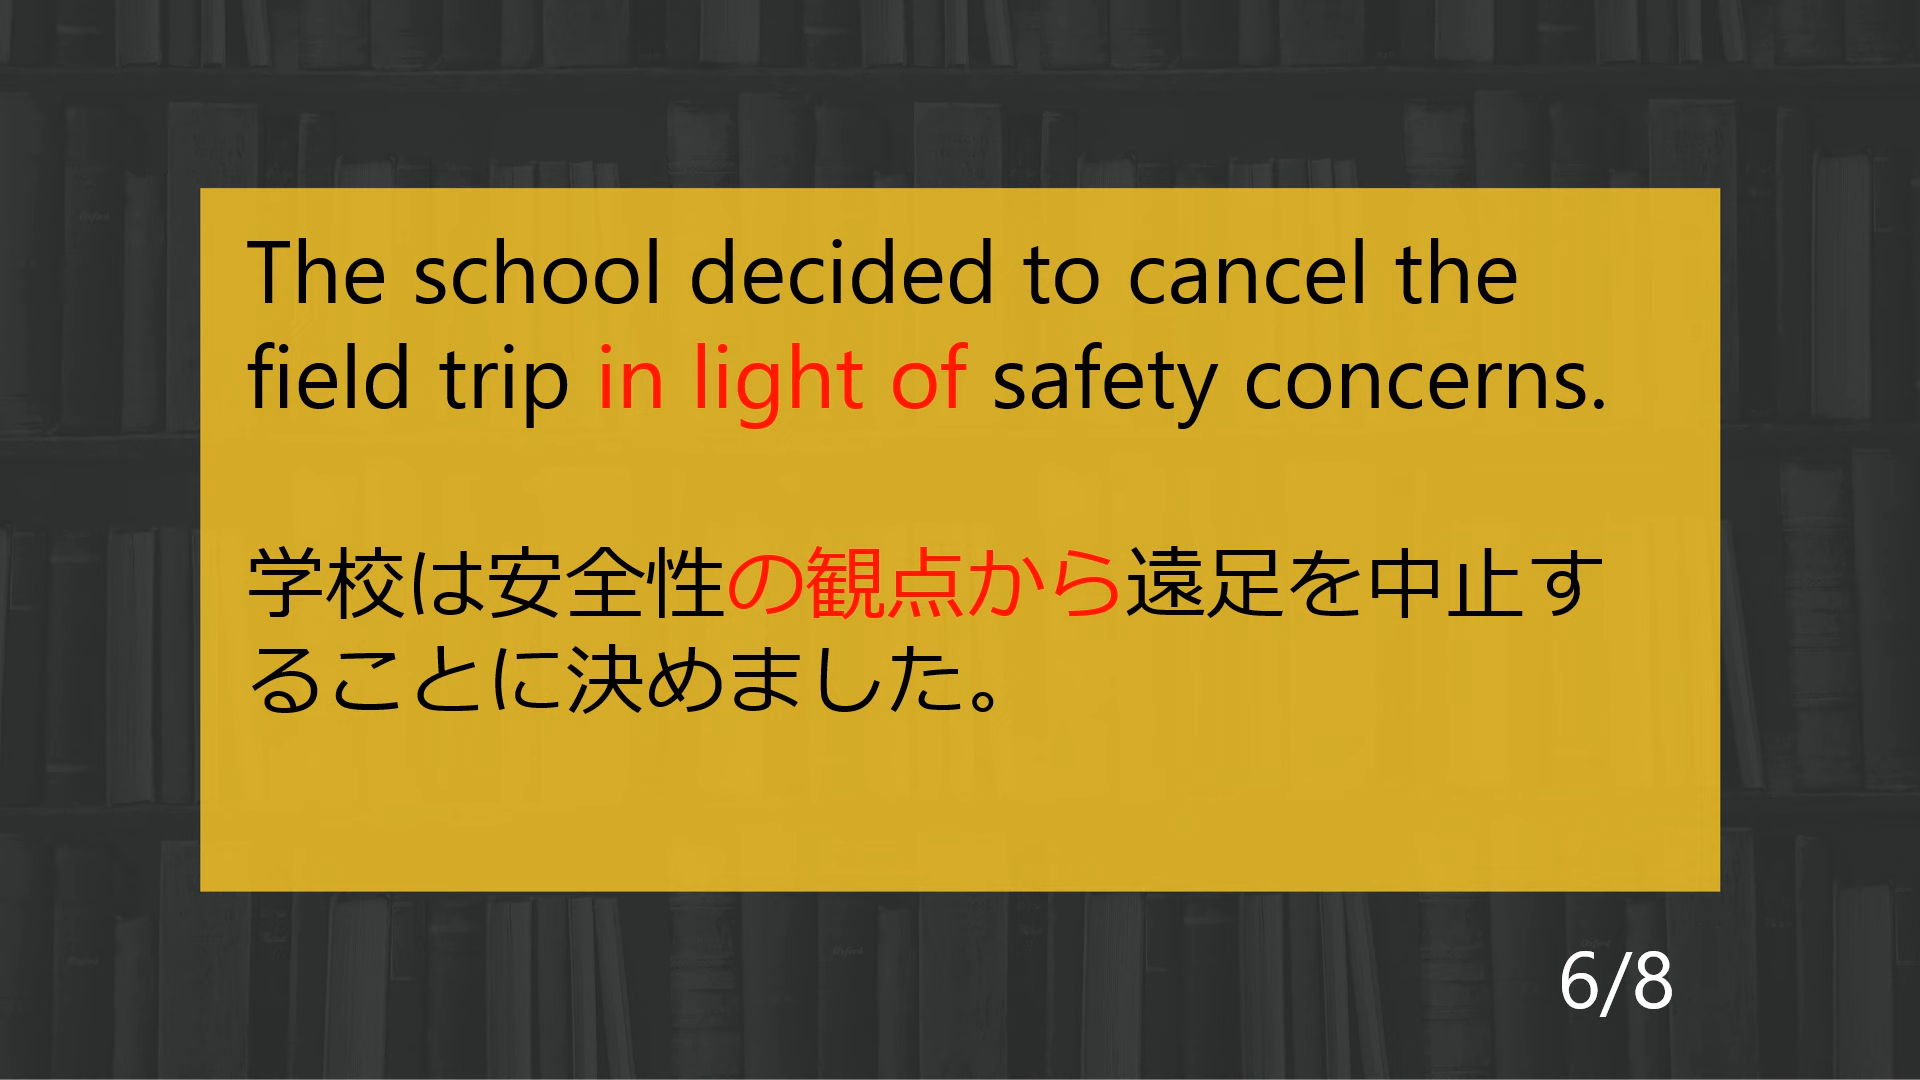 The school decided to cancel the
field trip in light of safety concerns.
学校は安全性の観点から遠足を中止す
ることに決めました。
6/8